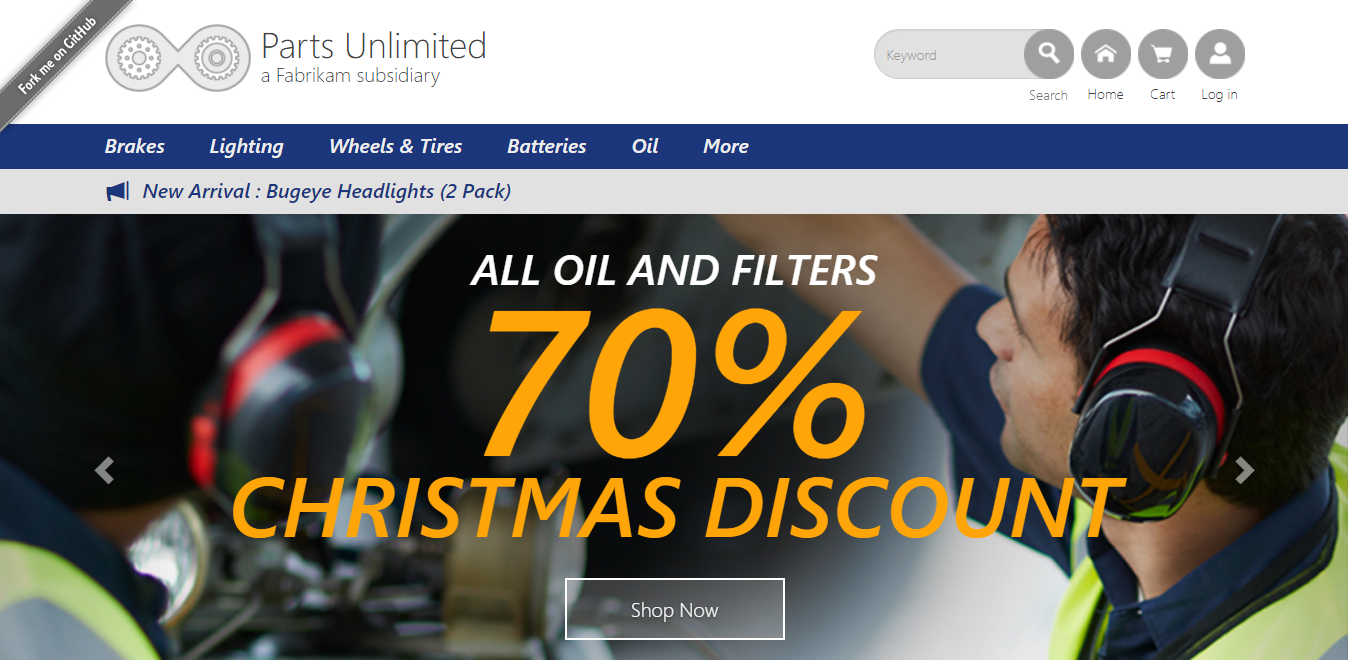 Fork me on GitHub
Parts Unlimited
a Fabrikam subsidiary
Keyword
Search Home Cart Log in
Brakes Lighting Wheels & Tires Batteries Oil More
New Arrival : Bugeye Headlights (2 Pack)
ALL OIL AND FILTERS
70%
CHRISTMAS DISCOUNT
Shop Now